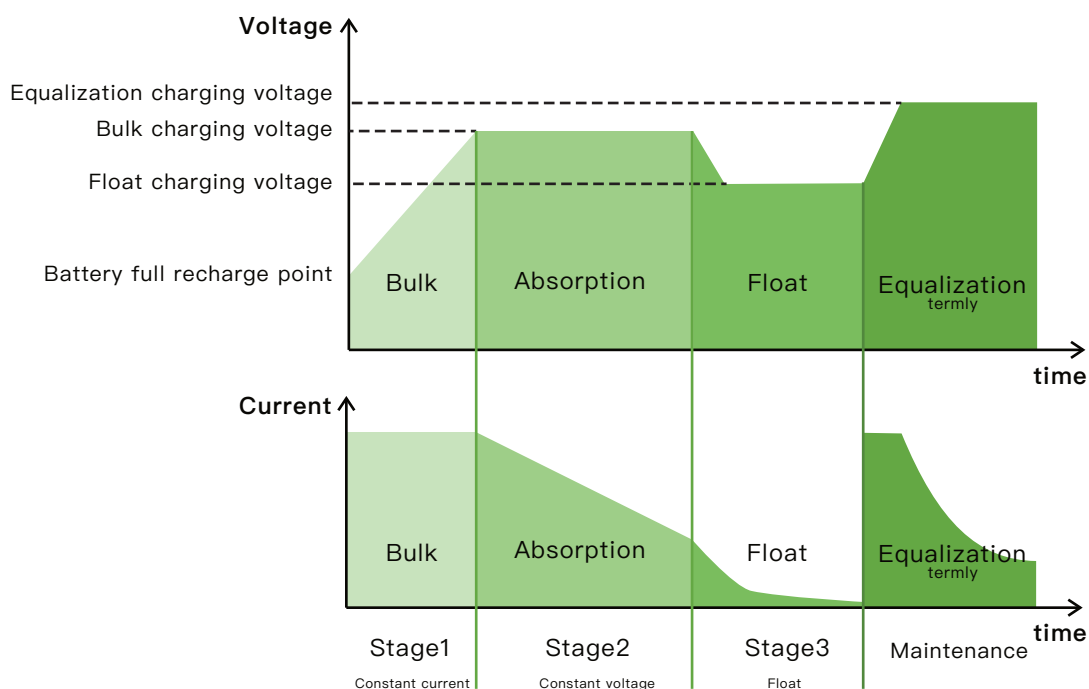 Voltage
Equalization charging voltage
Bulk charging voltage
Float charging voltage
Battery full recharge point
Bulk
Absorption
Float
Equalization
termly
time
Current
Bulk
Absorption
Float
Equalization
termly
time
Stage1
Stage2
Stage3
Maintenance
Constant current
Constant voltage
Float